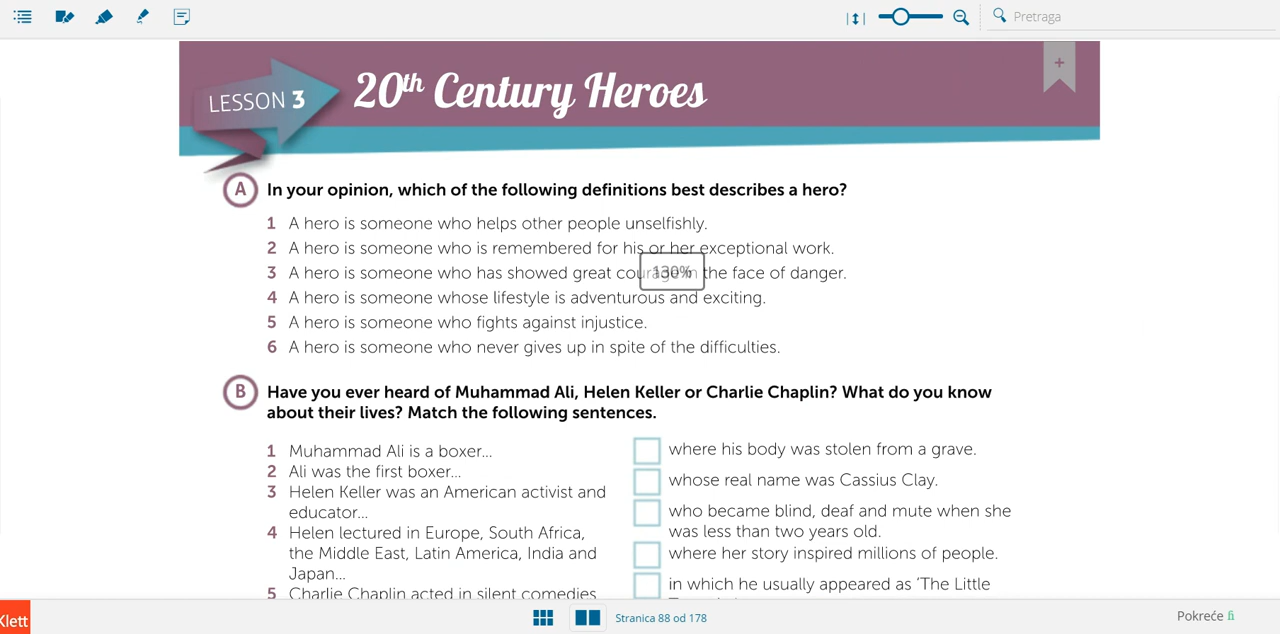 Pretraga
LESSON 3
20th Century Heroes
A In your opinion, which of the following definitions best describes a hero?
1 A hero is someone who helps other people unselfishly.
2 A hero is someone who is remembered for his or her exceptional work.
3 A hero is someone who has showed great courage in the face of danger.
130%
4 A hero is someone whose lifestyle is adventurous and exciting.
5 A hero is someone who fights against injustice.
6 A hero is someone who never gives up in spite of the difficulties.
B Have you ever heard of Muhammad Ali, Helen Keller or Charlie Chaplin? What do you know
about their lives? Match the following sentences.
1 Muhammad Ali is a boxer...
2 Ali was the first boxer...
3 Helen Keller was an American activist and
educator...
4 Helen lectured in Europe, South Africa,
the Middle East, Latin America, India and
Japan...
5 Charlie Chaplin acted in silent comedies
where his body was stolen from a grave.
whose real name was Cassius Clay.
who became blind, deaf and mute when she
was less than two years old.
where her story inspired millions of people.
in which he usually appeared as ‘The Little
Klett
Stranica 88 od 178
Pokreće fi